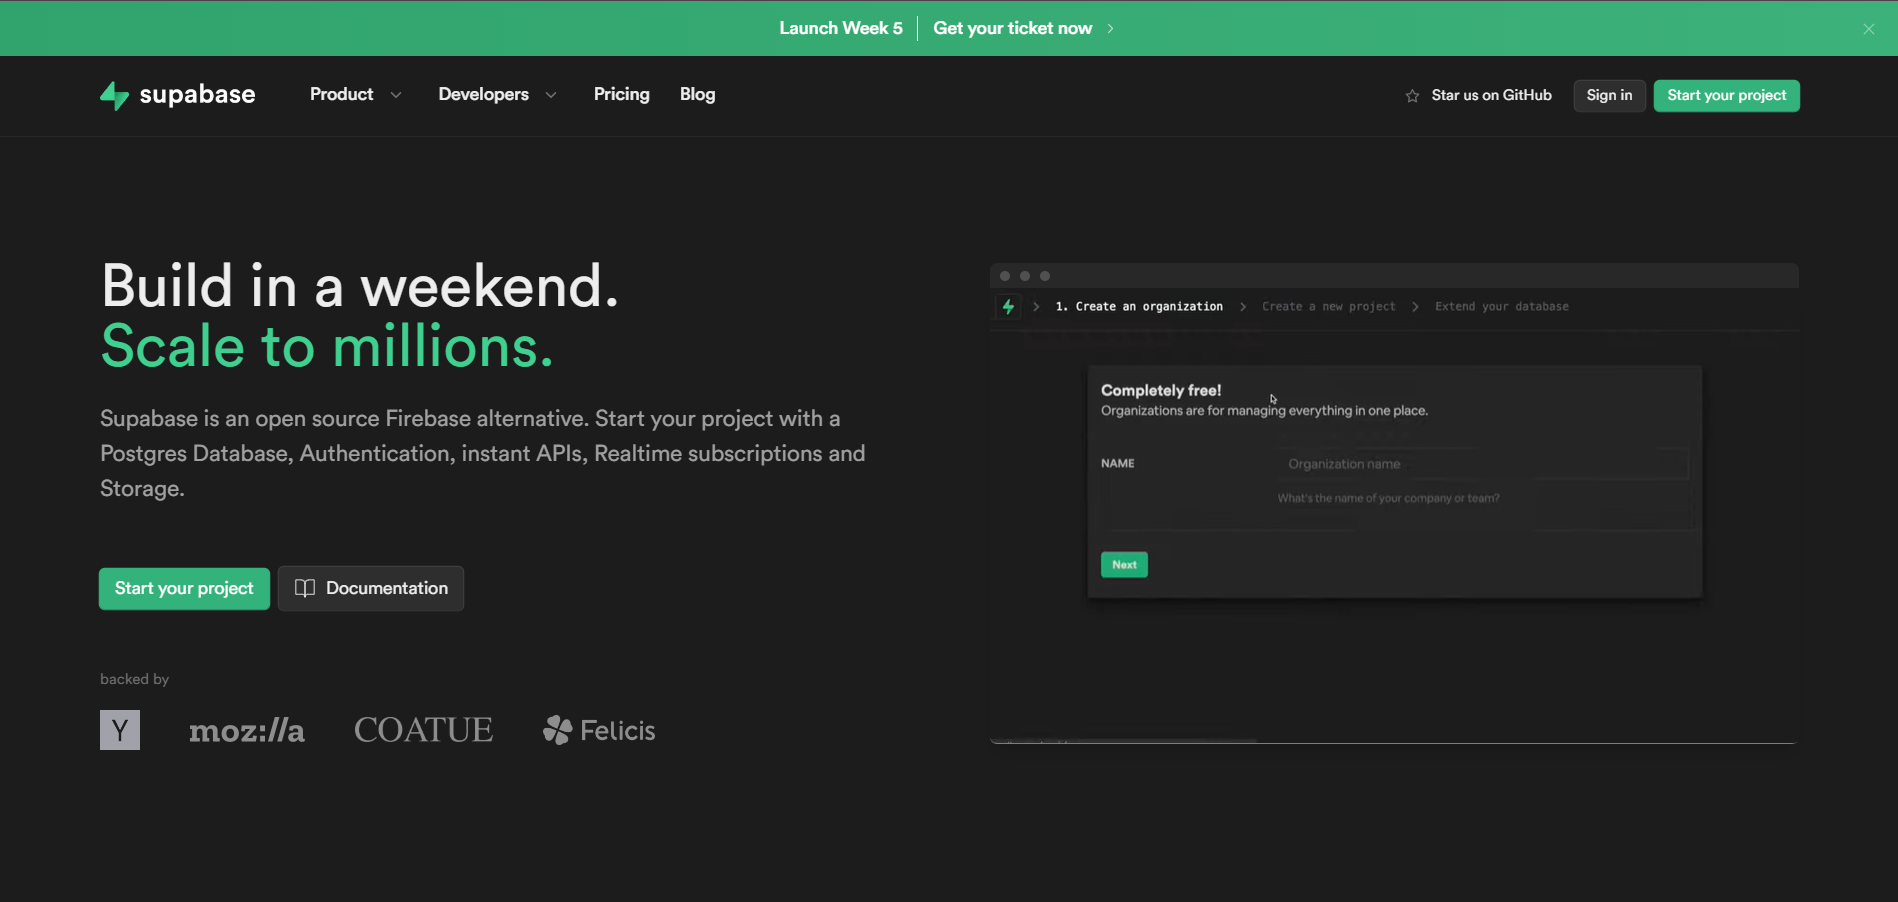 Launch Week 5 | Get your ticket now
supabase
Product
Developers
Pricing
Blog
Star us on GitHub
Sign in
Start your project
Build in a weekend.
Scale to millions.
Supabase is an open source Firebase alternative. Start your project with a
Postgres Database, Authentication, instant APIs, Realtime subscriptions and
Storage.
Start your project
Documentation
backed by
Y
moz://a
COATUE
Felicis
1. Create an organization
Create a new project
Extend your database
Completely free!
Organizations are for managing everything in one place.
NAME
Organization name
What's the name of your company or team?
Next